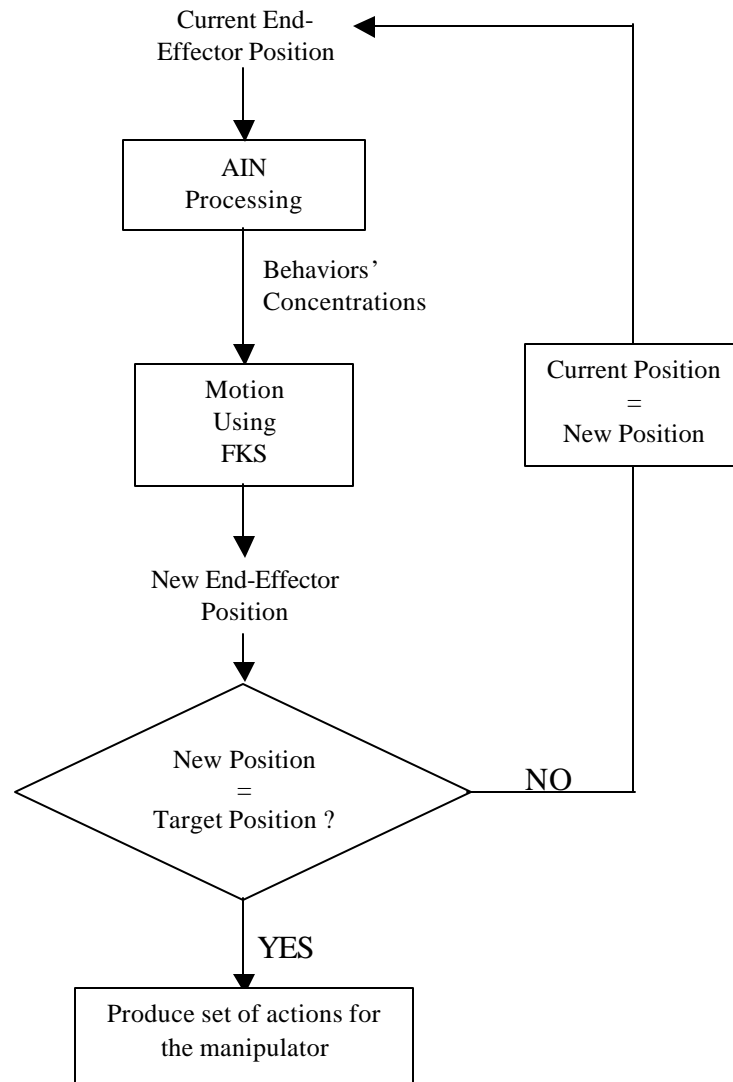 Current End-
Effector Position
AIN
Processing
Behaviors'
Concentrations
Motion
Using
FKS
Current Position
=
New Position
New End-Effector
Position
New Position
=
Target Position ?
NO
YES
Produce set of actions for
the manipulator